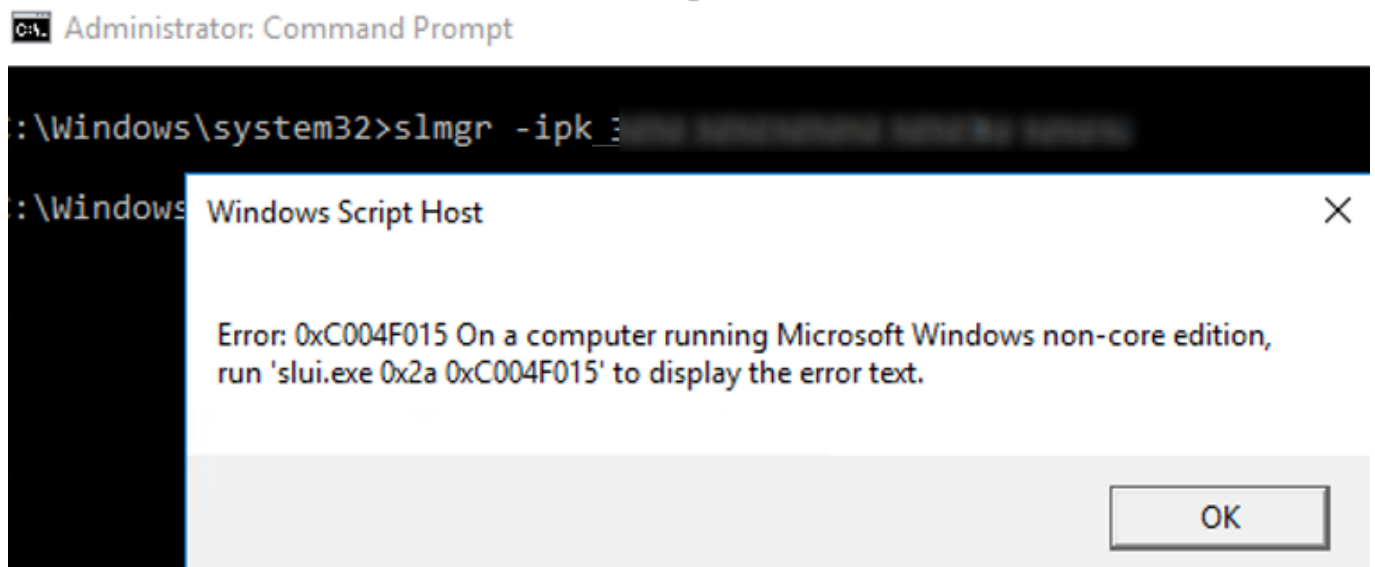 Administrator: Command Prompt
:\Windows\system32>slmgr -ipk
:\Windows
Windows Script Host
Error: 0xC004F015 On a computer running Microsoft Windows non-core edition,
run 'slui.exe 0x2a 0xC004F015' to display the error text.
OK